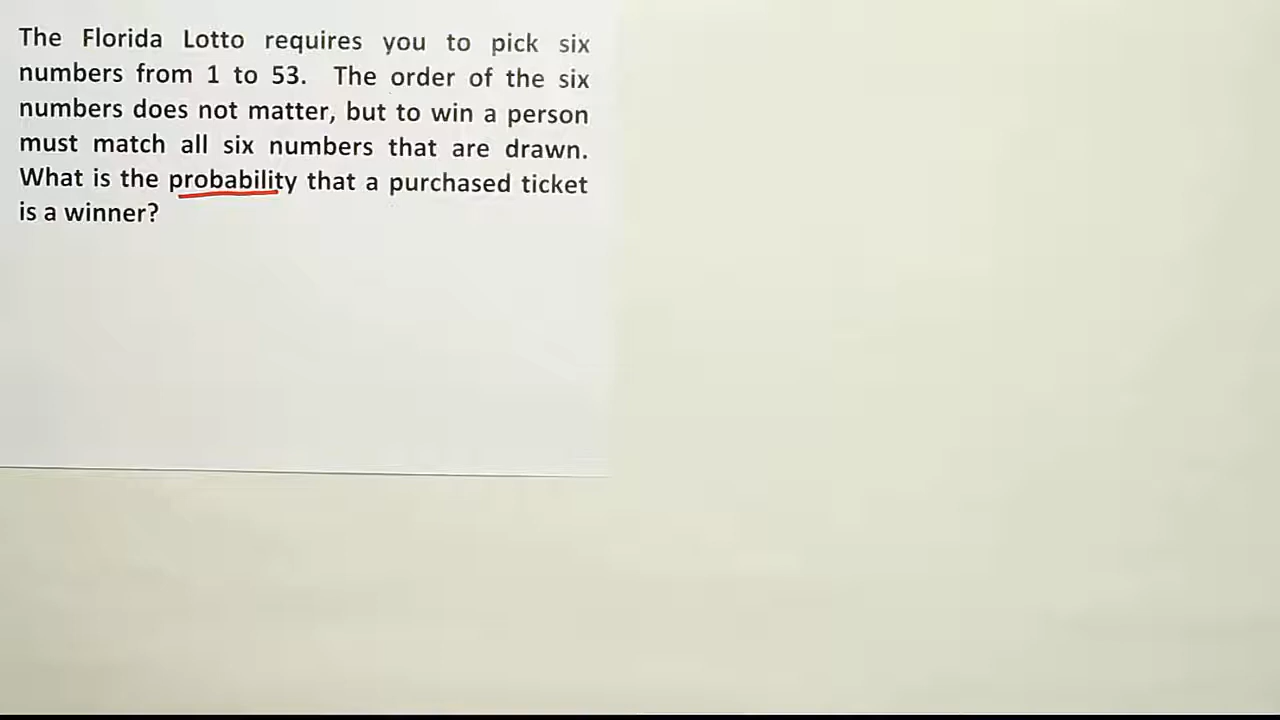 The Florida Lotto requires you to pick six
numbers from 1 to 53. The order of the six
numbers does not matter, but to win a person
must match all six numbers that are drawn.
What is the probability that a purchased ticket
is a winner?